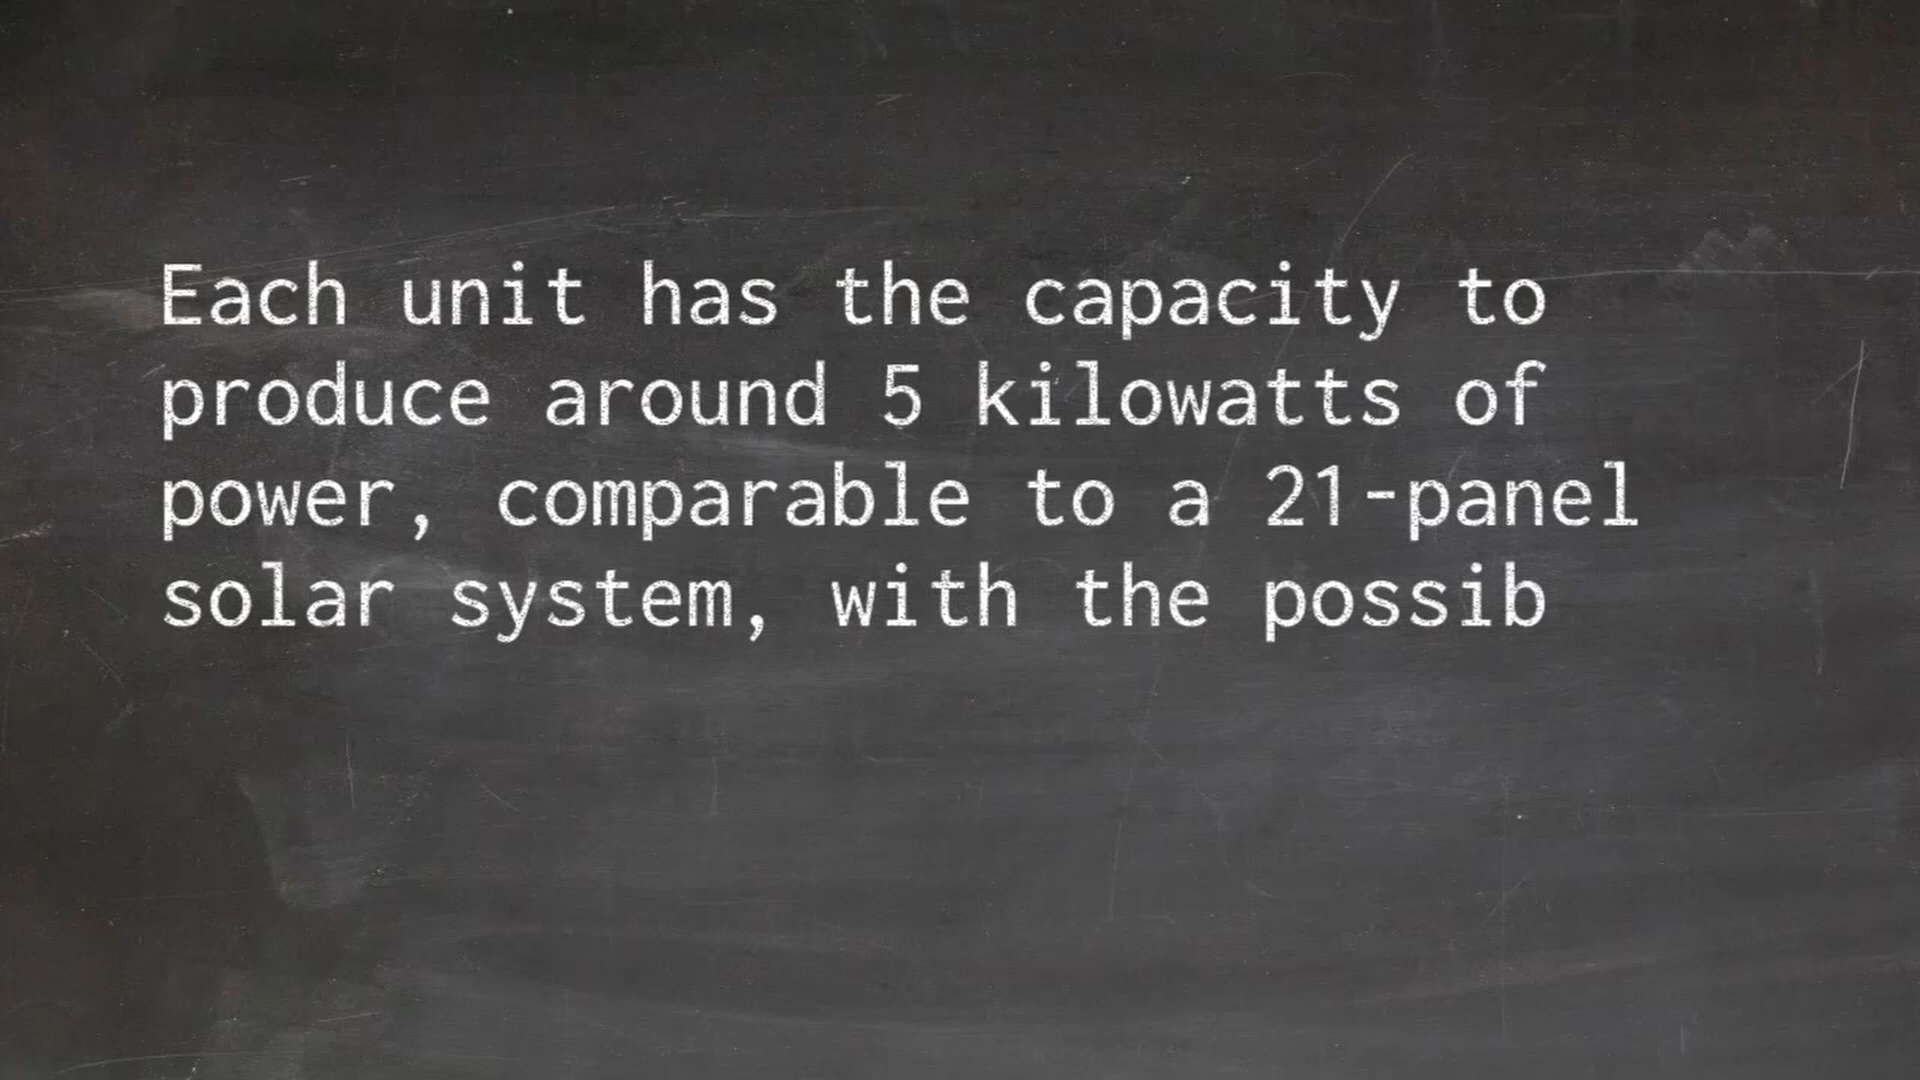 Each unit has the capacity to
produce around 5 kilowatts of
power, comparable to a 21-panel
solar system, with the possib